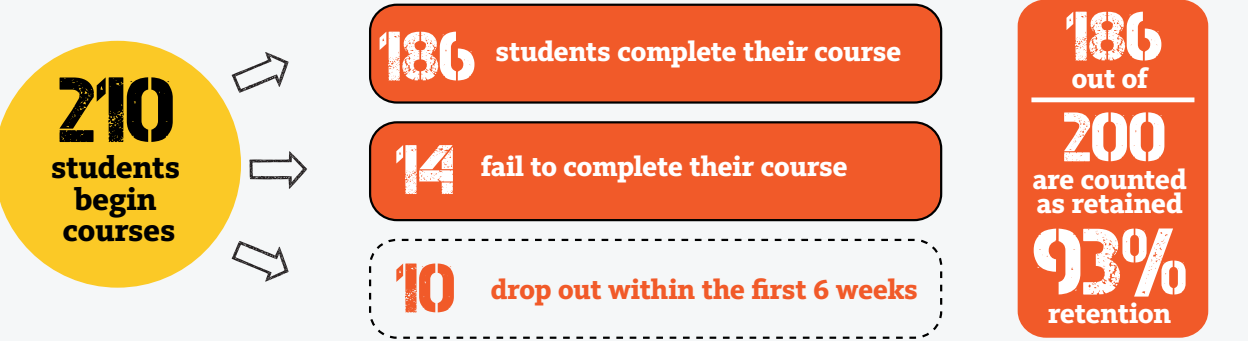 210
students
begin
courses
186 students complete their course
14 fail to complete their course
10 drop out within the first 6 weeks
186
out of
200
are counted
as retained
93%
retention